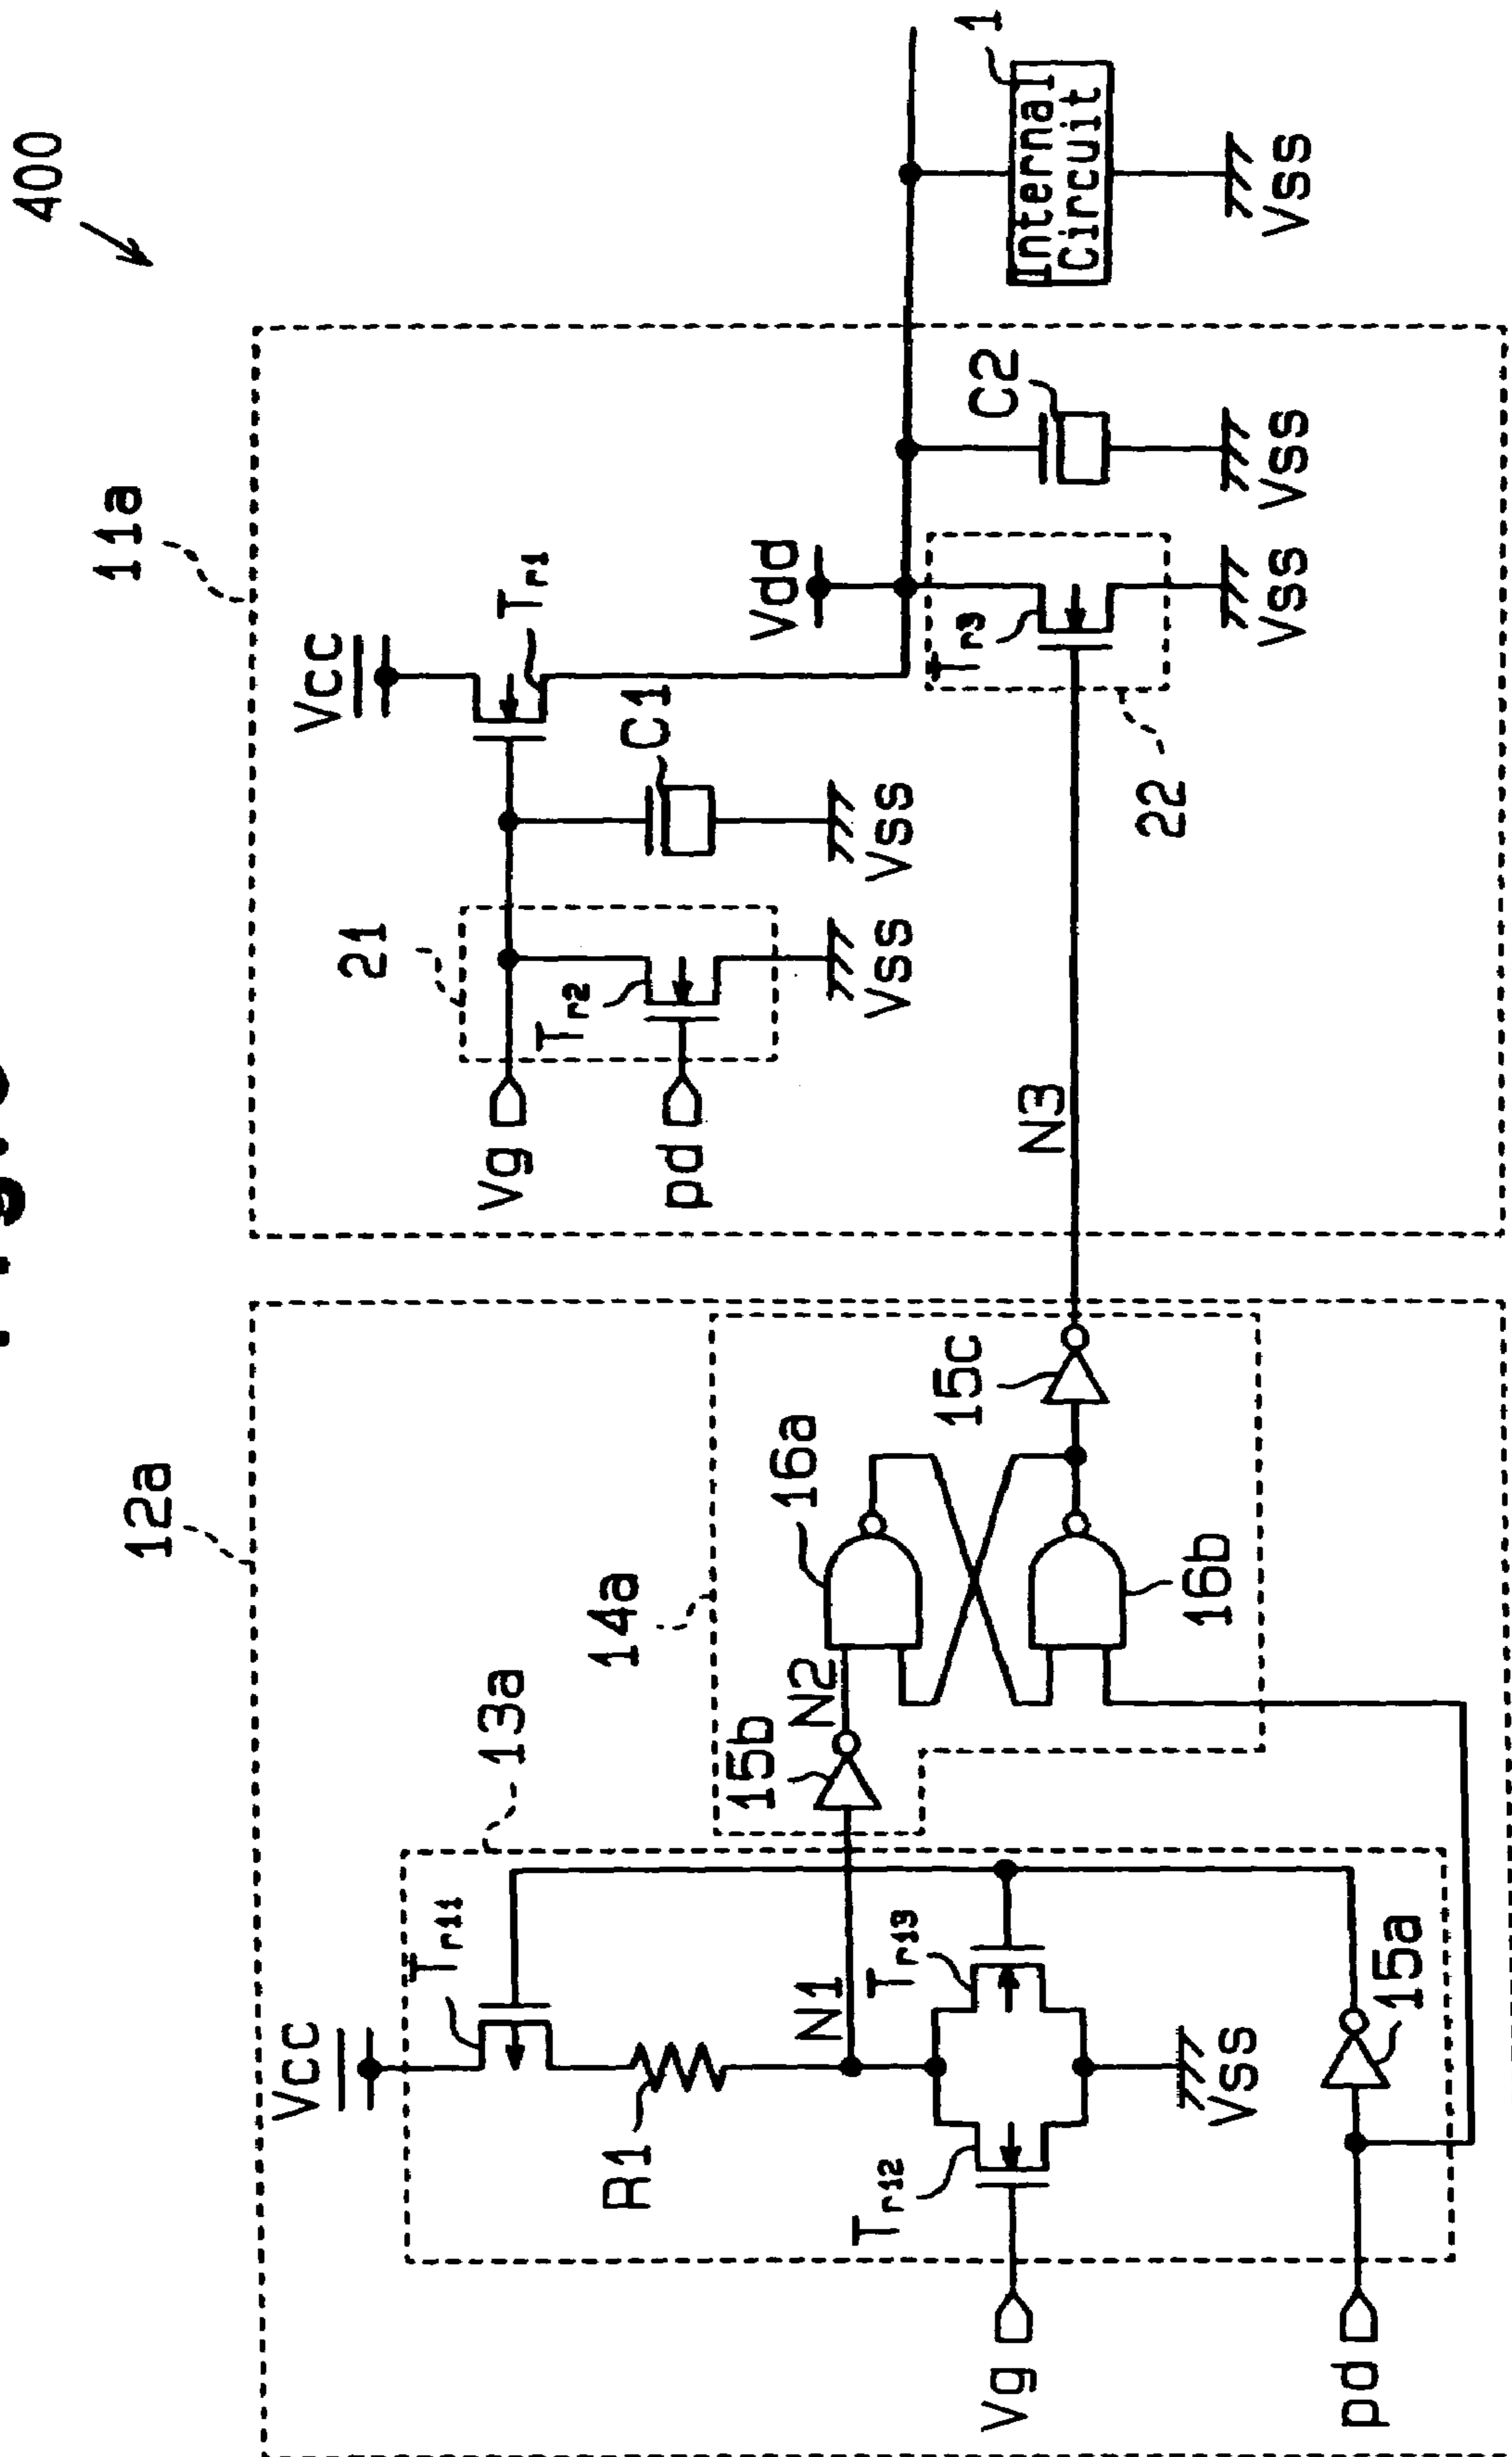 400
12a
11a
Vcc
Tr11
R1
N1
Tr12
Tr13
Vg
pd
Vss
15a
13a
14a
15b
N2
16a
16b
15c
N3
Vcc
Tr1
21
C1
Tr2
Vg
pd
Vss
Vss
Vdd
Tr3
22
C2
Vss
Vss
1
Internal
Circuit
Vss